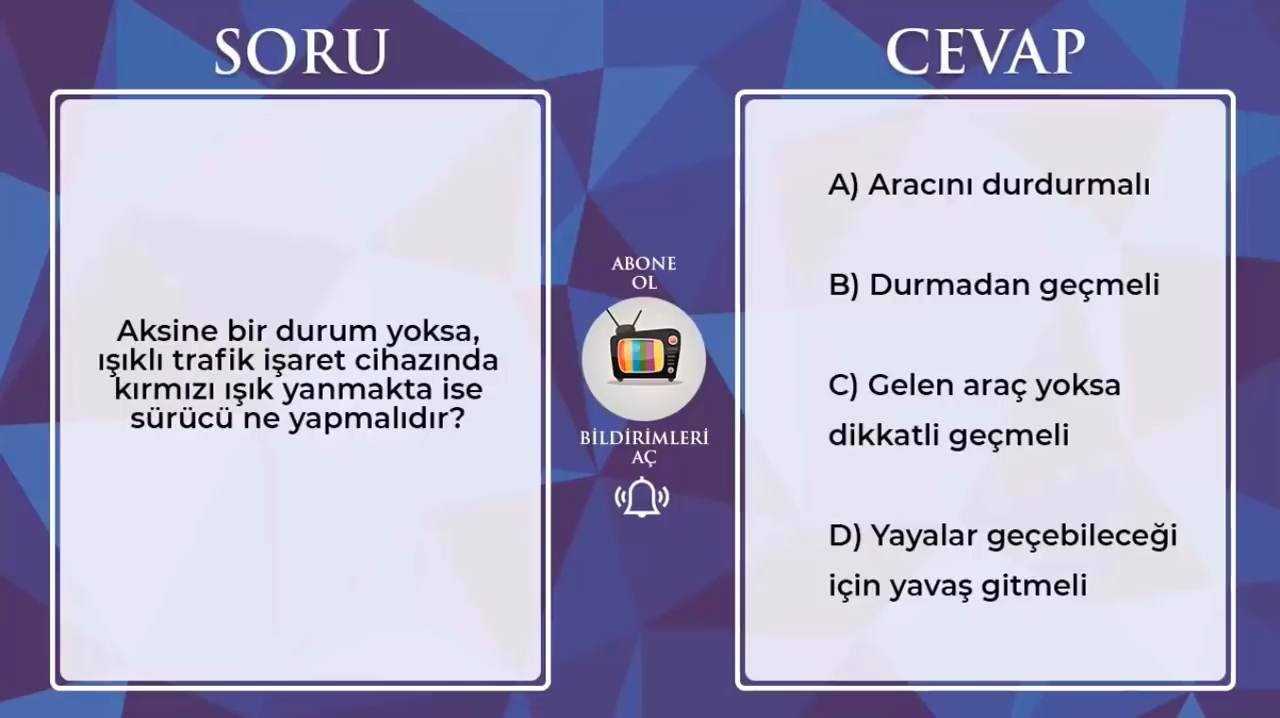 SORU
Aksine bir durum yoksa,
ışıklı trafik işaret cihazında
kırmızı ışık yanmakta ise
sürücü ne yapmalıdır?
ABONE
OL
BİLDİRİMLERİ
AÇ
CEVAP
A) Aracını durdurmalı
B) Durmadan geçmeli
C) Gelen araç yoksa
dikkatli geçmeli
D) Yayalar geçebileceği
için yavaş gitmeli